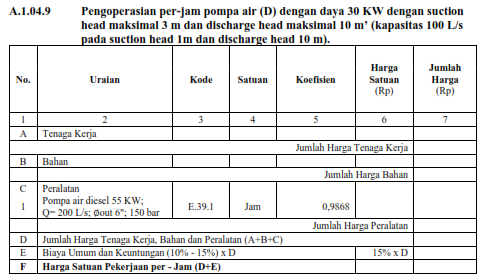 A.1.04.9 Pengoperasian per-jam pompa air (D) dengan daya 30 KW dengan suction
head maksimal 3 m dan discharge head maksimal 10 m' (kapasitas 100 L/s
pada suction head 1m dan discharge head 10 m).
No. Uraian Kode Satuan Koefisien Harga Satuan (Rp) Jumlah Harga (Rp)
1 2 3 4 5 6 7
A Tenaga Kerja
Jumlah Harga Tenaga Kerja
B Bahan
Jumlah Harga Bahan
C Peralatan
1 Pompa air diesel 55 KW; E.39.1 Jam 0,9868
Q= 200 L/s; Øout 6"; 150 bar
Jumlah Harga Peralatan
D Jumlah Harga Tenaga Kerja, Bahan dan Peralatan (A+B+C)
E Biaya Umum dan Keuntungan (10% - 15%) x D 15% x D
F Harga Satuan Pekerjaan per - Jam (D+E)